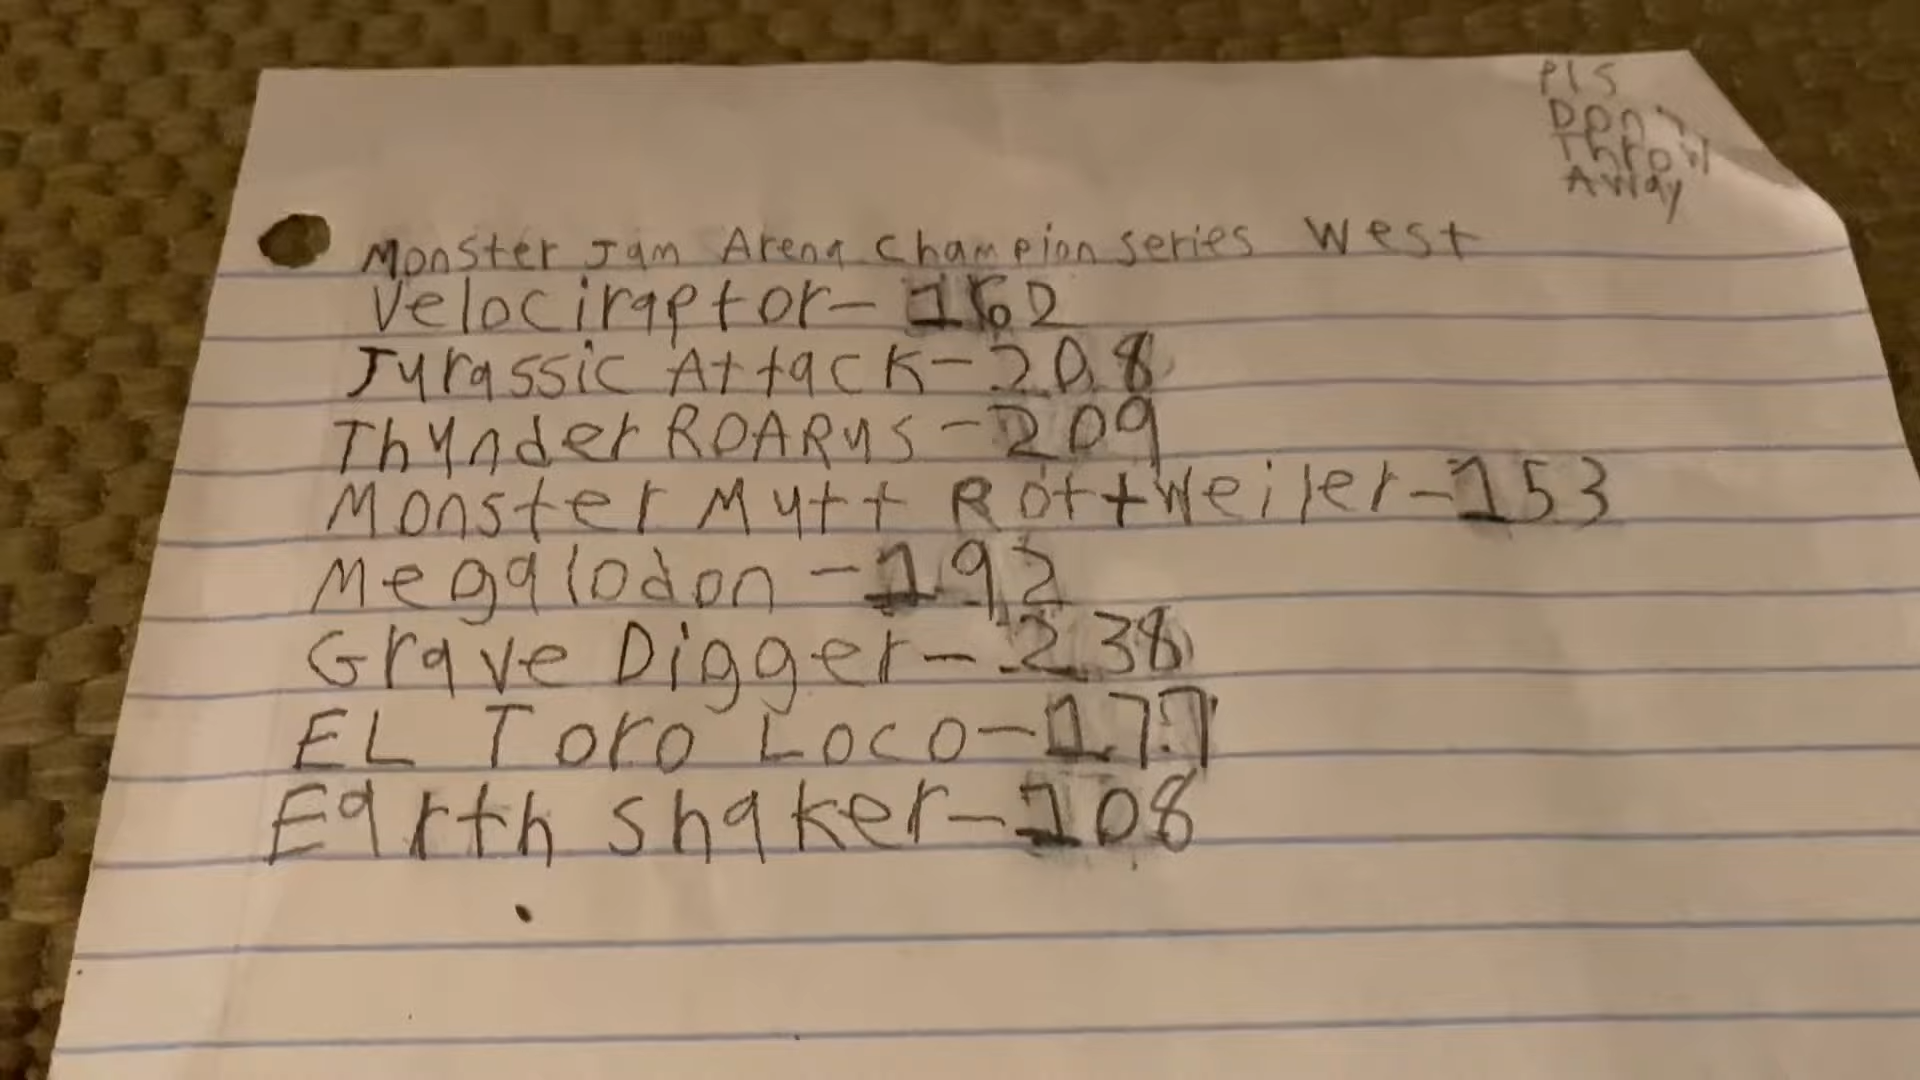 Pls
Don't
Throw
Away
Monster Jam Arena Champion series West
Velociraptor- 162
Jurassic Attack-208
Thunder ROARus-209
Monster Mutt Rottweiler-153
Megalodon-192
Grave Digger-238
EL Toro Loco-177
Earth shaker-108